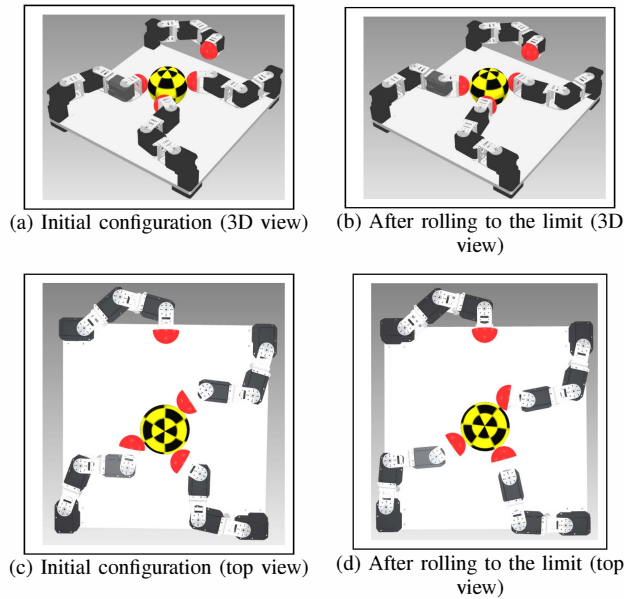 (a) Initial configuration (3D view)
(b) After rolling to the limit (3D
view)
(c) Initial configuration (top view)
(d) After rolling to the limit (top
view)